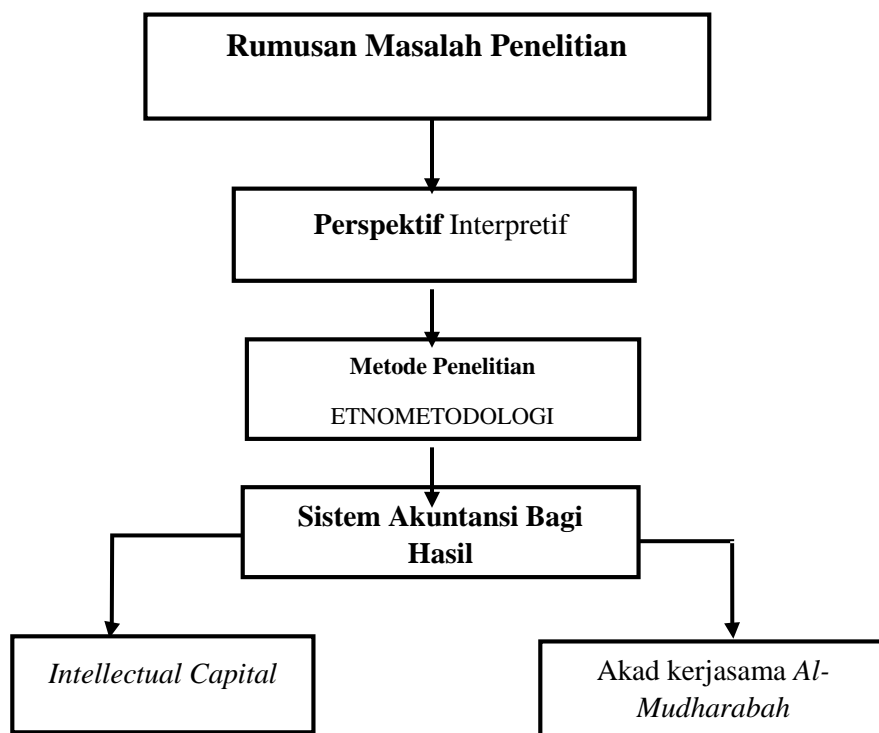 Rumusan Masalah Penelitian
Perspektif Interpretif
Metode Penelitian
ETNOMETODOLOGI
Sistem Akuntansi Bagi
Hasil
Intellectual Capital
Akad kerjasama Al-
Mudharabah